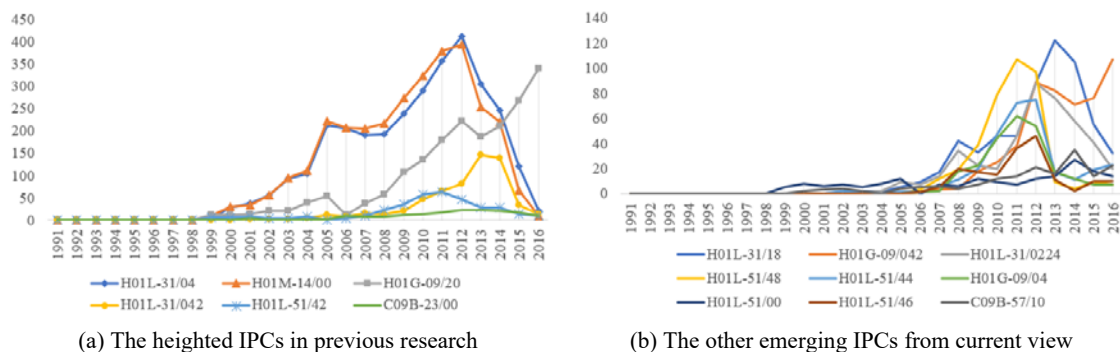 450
400
350
300
250
200
150
100
50
0
1991 1992 1993 1994 1995 1996 1997 1998 1999 2000 2001 2002 2003 2004 2005 2006 2007 2008 2009 2010 2011 2012 2013 2014 2015 2016
H01L-31/04 H01M-14/00 H01G-09/20
H01L-31/042 H01L-51/42 C09B-23/00
(a) The heighted IPCs in previous research
140
120
100
80
60
40
20
0
1991 1992 1993 1994 1995 1996 1997 1998 1999 2000 2001 2002 2003 2004 2005 2006 2007 2008 2009 2010 2011 2012 2013 2014 2015 2016
H01L-31/18 H01G-09/042 H01L-31/0224
H01L-51/48 H01L-51/44 H01G-09/04
H01L-51/00 H01L-51/46 C09B-57/10
(b) The other emerging IPCs from current view